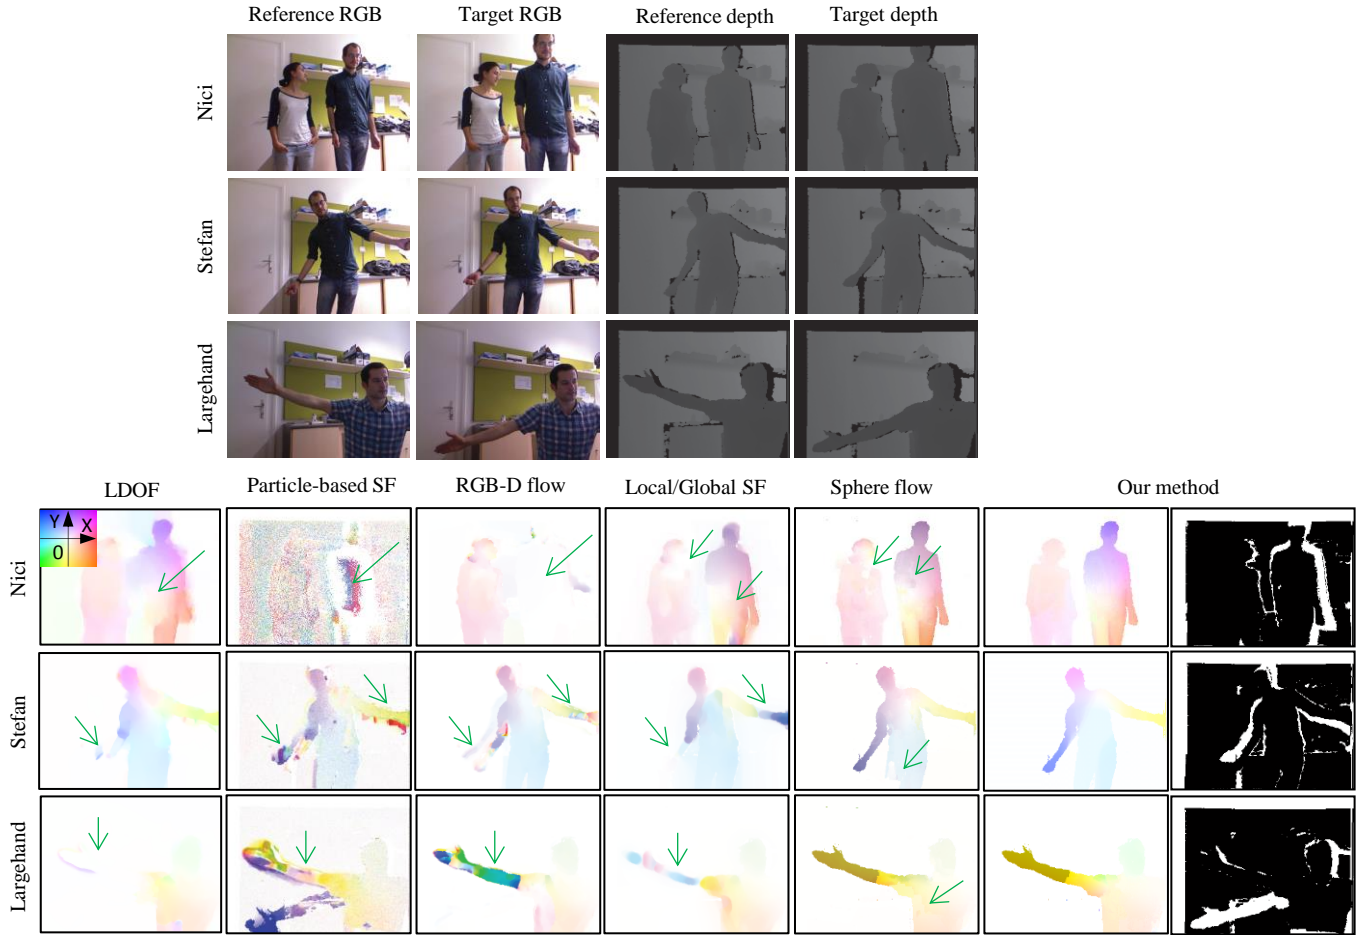 Reference RGB Target RGB Reference depth Target depth
Nici
Stefan
Largehand
LDOF Particle-based SF RGB-D flow Local/Global SF Sphere flow Our method
Y X
0
Nici
Stefan
Largehand